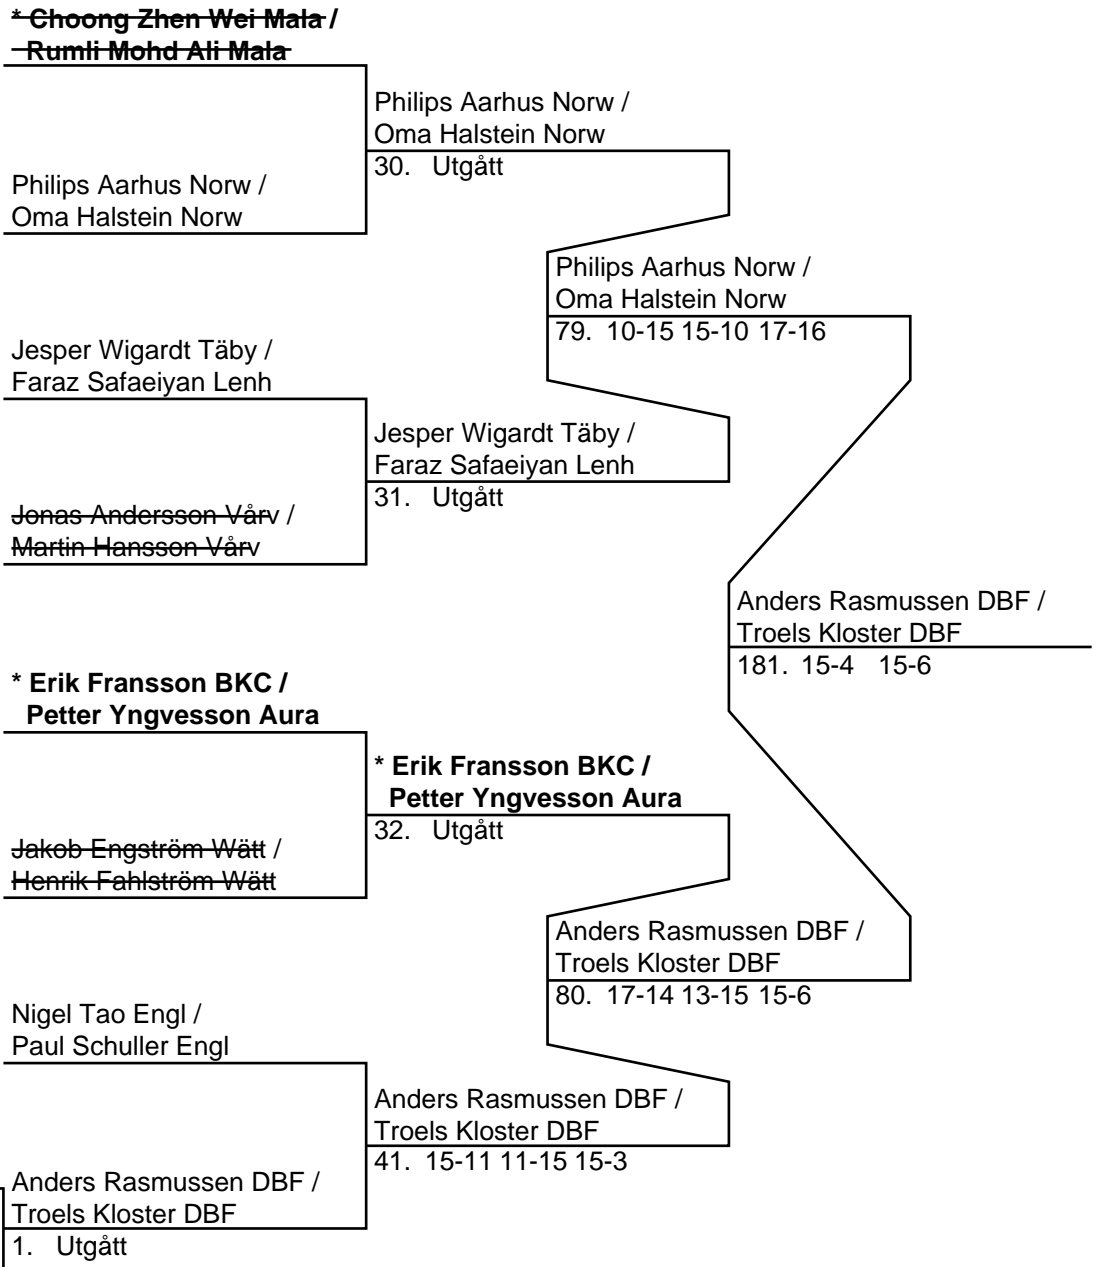 * Choong Zhen Wei Mala /
Rumli Mohd Ali Mala
Philips Aarhus Norw /
Oma Halstein Norw
30. Utgått
Philips Aarhus Norw /
Oma Halstein Norw
Philips Aarhus Norw /
Oma Halstein Norw
79. 10-15 15-10 17-16
Jesper Wigardt Täby /
Faraz Safaeiyan Lenh
Jesper Wigardt Täby /
Faraz Safaeiyan Lenh
31. Utgått
Jonas Andersson Vårv /
Martin Hansson Vårv
Anders Rasmussen DBF /
Troels Kloster DBF
181. 15-4 15-6
* Erik Fransson BKC /
Petter Yngvesson Aura
* Erik Fransson BKC /
Petter Yngvesson Aura
32. Utgått
Jakob Engström Wätt /
Henrik Fahlström Wätt
Anders Rasmussen DBF /
Troels Kloster DBF
80. 17-14 13-15 15-6
Nigel Tao Engl /
Paul Schuller Engl
Anders Rasmussen DBF /
Troels Kloster DBF
41. 15-11 11-15 15-3
Anders Rasmussen DBF /
Troels Kloster DBF
1. Utgått